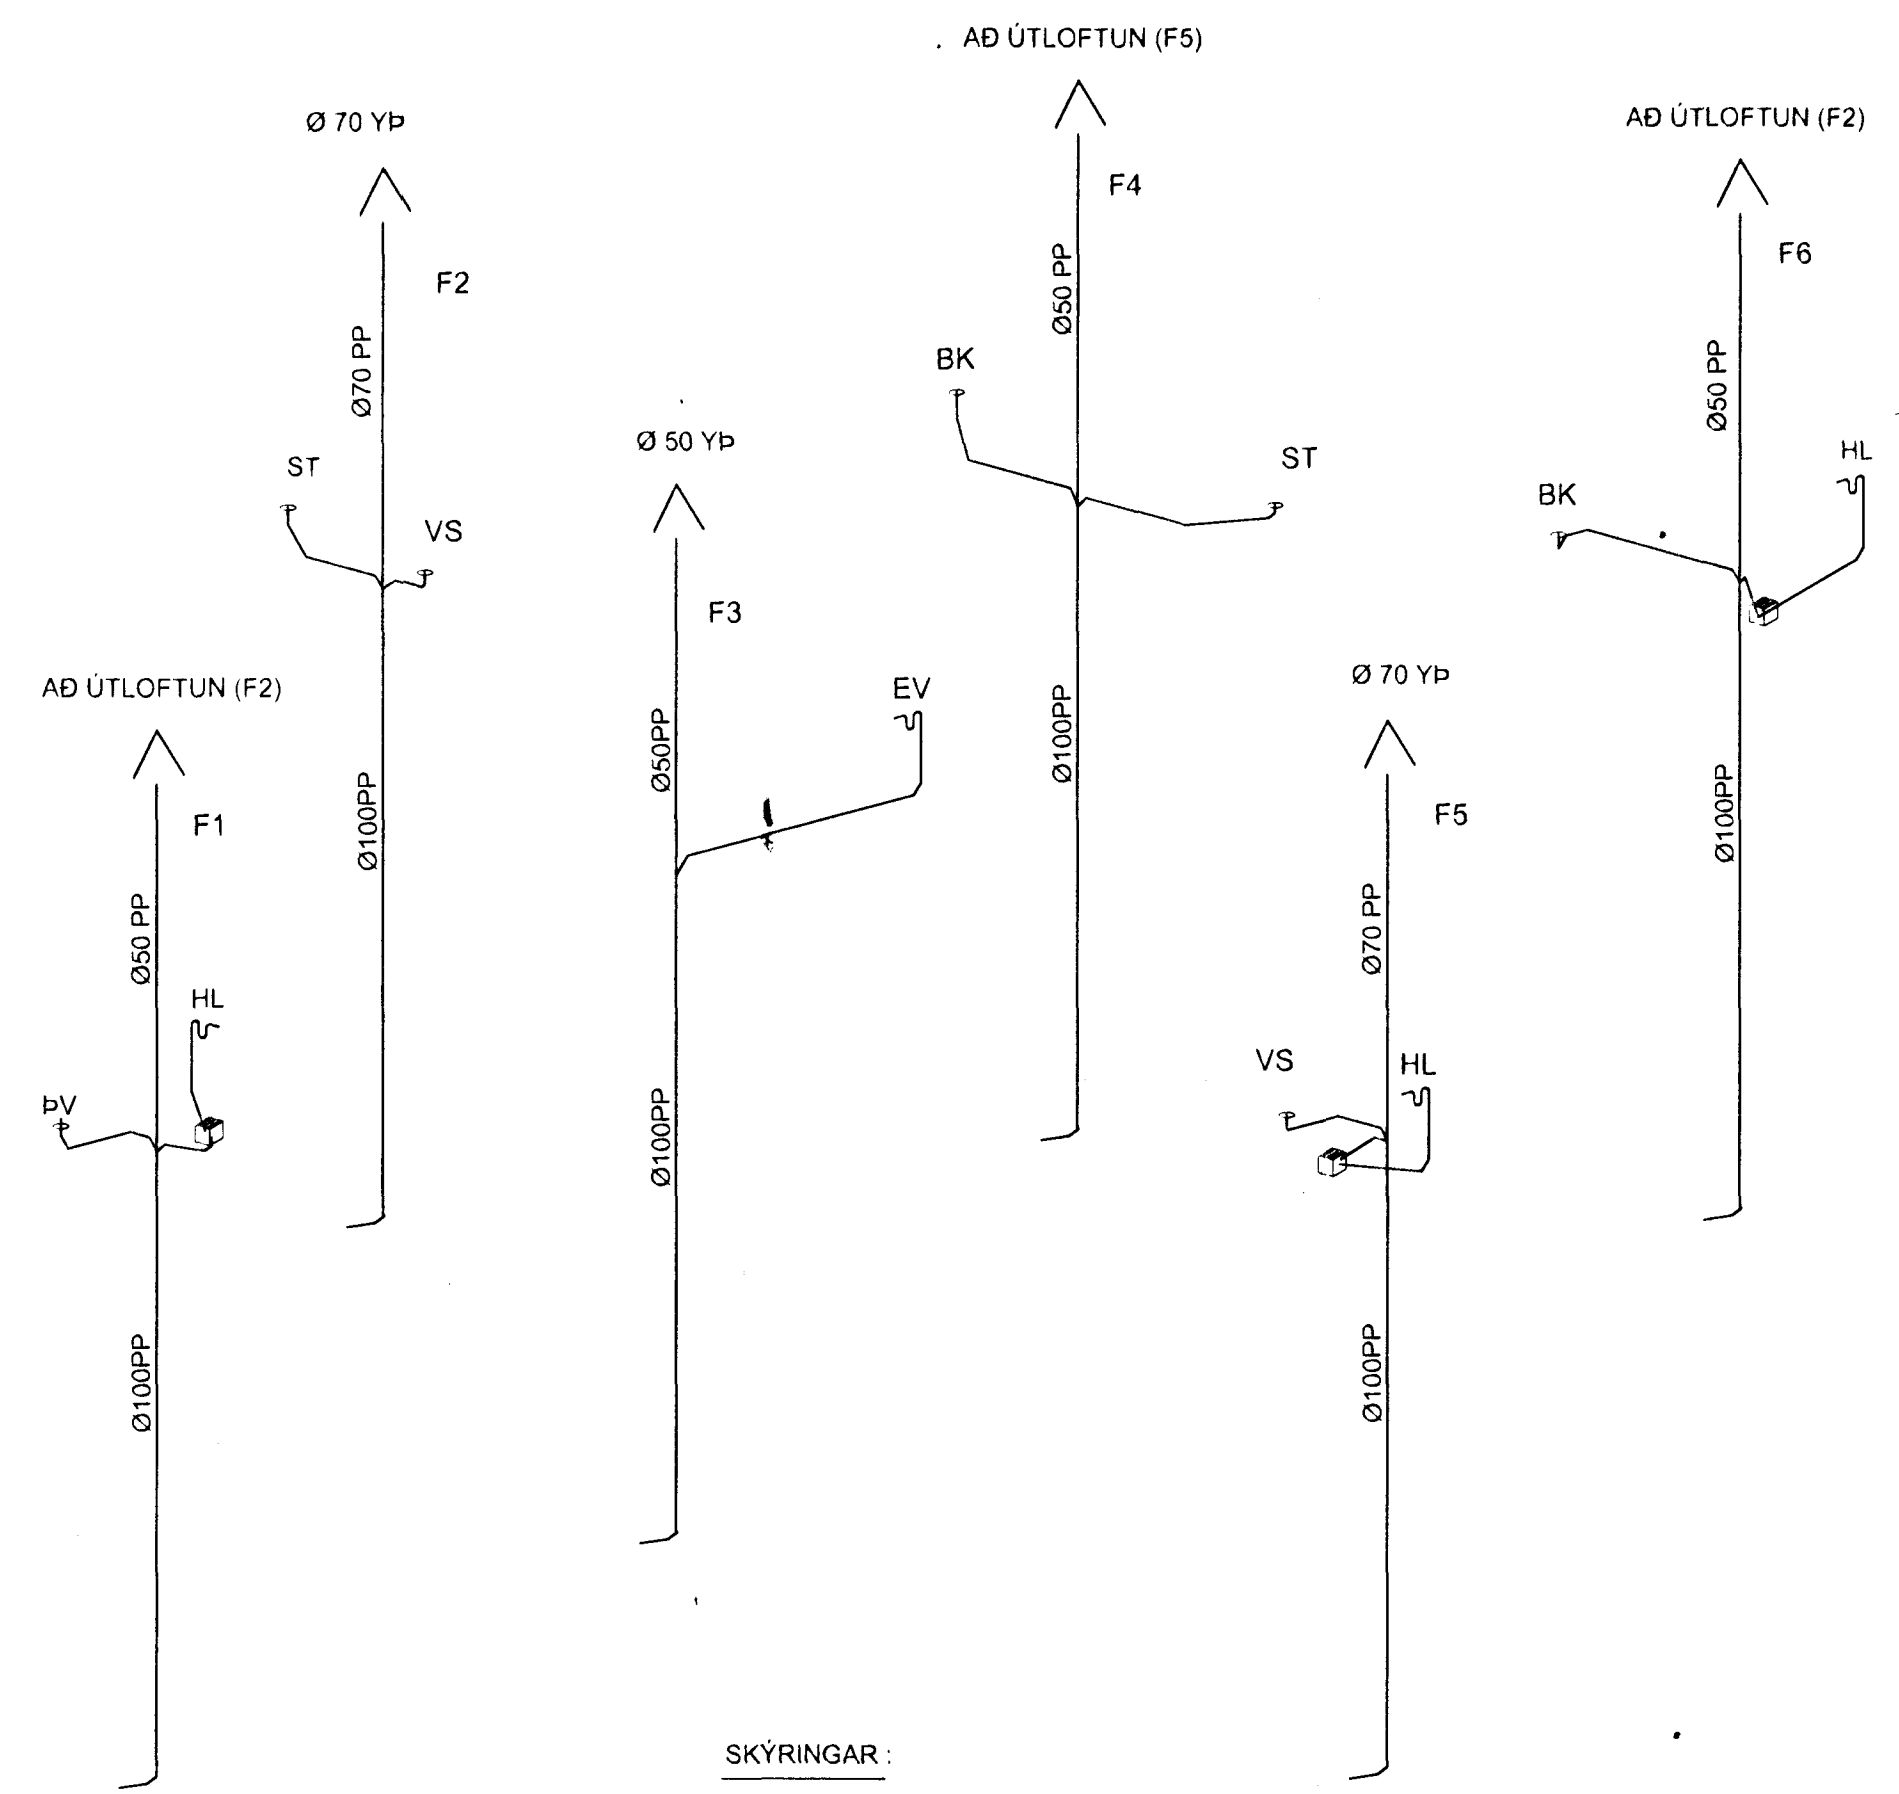 AÐ ÚTLOFTUN (F2)
F1
Ø50 PP
HL
ÞV
Ø100PP
Ø 70 YÞ
F2
Ø70 PP
ST
VS
Ø100PP
Ø 50 YÞ
F3
EV
Ø50PP
Ø100PP
AÐ ÚTLOFTUN (F5)
F4
Ø50 PP
BK
ST
Ø100PP
Ø 70 YÞ
F5
Ø70 PP
VS
HL
Ø100PP
AÐ ÚTLOFTUN (F2)
F6
Ø50 PP
HL
BK
Ø100PP
SKÝRINGAR :